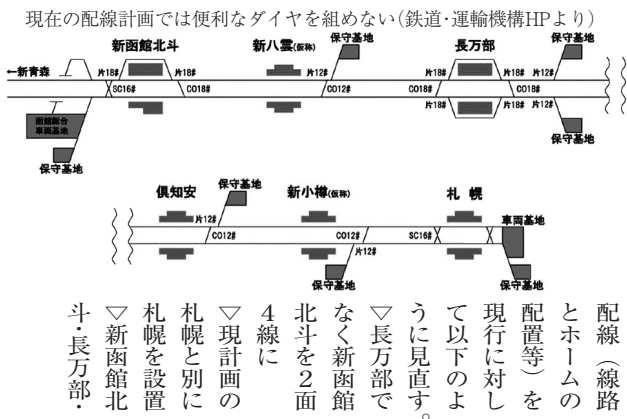 現在の配線計画では便利なダイヤを組めない(鉄道・運輸機構HPより)
新函館北斗
新八雲(仮称)
保守基地
長万部
保守基地
←新青森
片18#
片18#
片12#
片18#
片18#
片12#
SC16#
CO18#
CO12#
CO18#
片18#
CO18#
片18#
片12#
函館総合
車両基地
保守基地
保守基地
倶知安
保守基地
新小樽(仮称)
札幌
車両基地
片12#
CO12#
CO12#
片12#
SC16#
保守基地
保守基地
配線(線路
とホームの
配置等)を
現行に対し
て以下のよ
うに見直す。
▽長万部で
なく新函館
北斗を2面
4線に
▽現計画の
札幌と別に
札幌を設置
▽新函館北
斗・長万部・